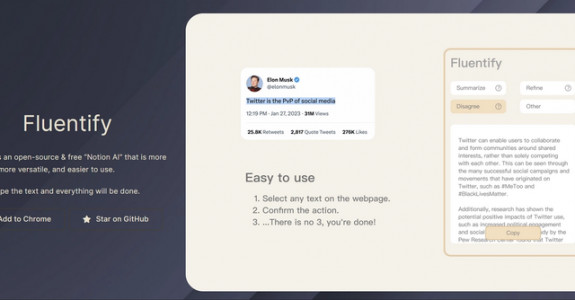 Fluentify
s an open-source & free "Notion AI" that is more
more versatile, and easier to use.
pe the text and everything will be done.
Add to Chrome
Star on GitHub
Elon Musk
@elonmusk
Twitter is the PvP of social media
12:19 PM · Jan 27, 2023 · 31M Views
25.8K Retweets 2,817 Quote Tweets 276K Likes
Easy to use
1. Select any text on the webpage.
2. Confirm the action.
3. ...There is no 3, you're done!
Fluentify
Summarize
Refine
Disagree
Other
Twitter can enable users to collaborate
and form communities around shared
interests, rather than solely competing
with each other. This can be seen through
the many successful social campaigns and
movements that have originated on
Twitter, such as #MeToo and
#BlackLivesMatter.
Additionally, research has shown the
potential positive impacts of Twitter use,
such as increased political engagement
and social
Copy
dy by the
Pew Research center found that Twitter